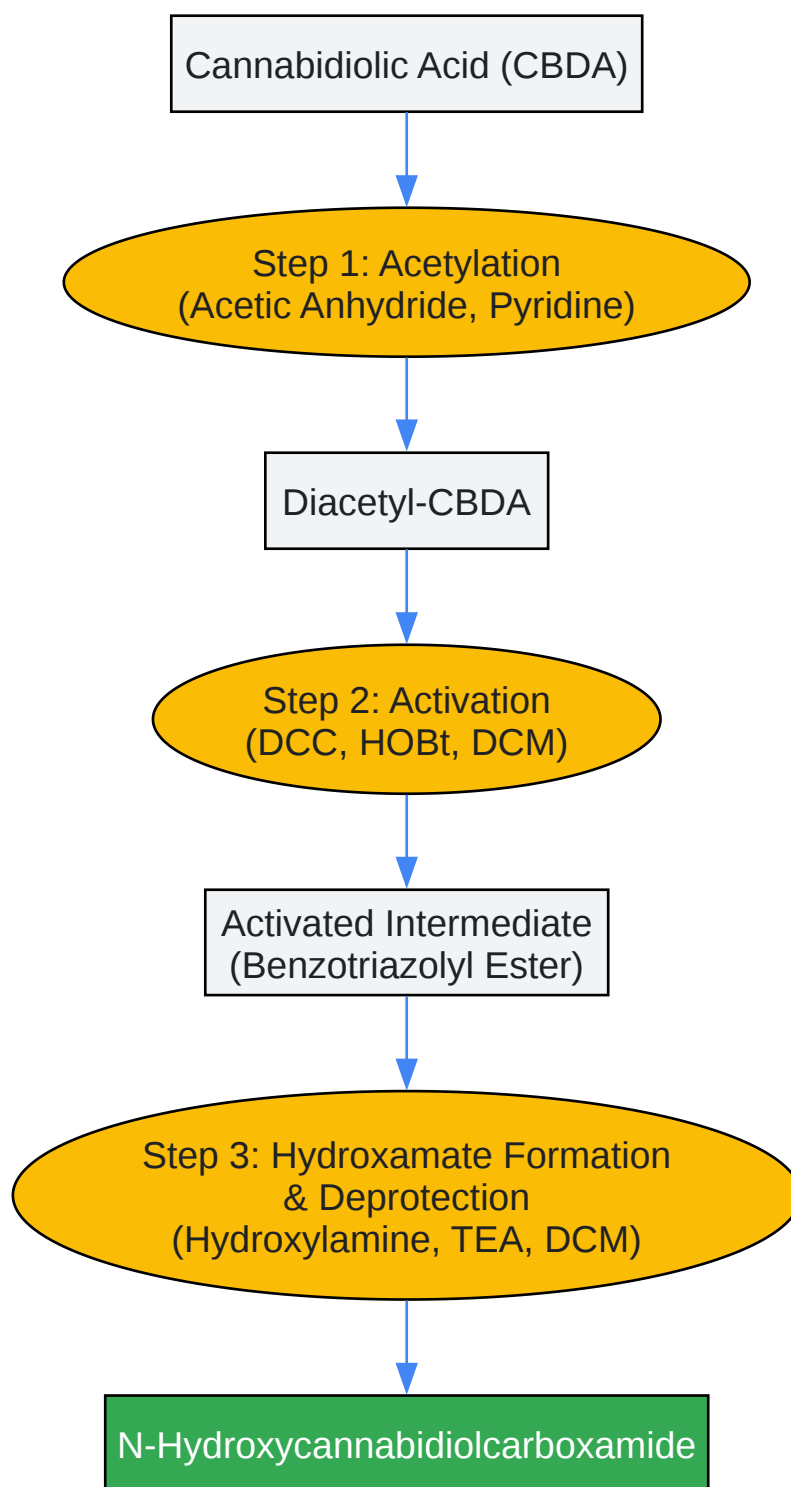 Cannabidiolic Acid (CBDA)
Step 1: Acetylation
(Acetic Anhydride, Pyridine)
Diacetyl-CBDA
Step 2: Activation
(DCC, HOBt, DCM)
Activated Intermediate
(Benzotriazolyl Ester)
Step 3: Hydroxamate Formation
& Deprotection
(Hydroxylamine, TEA, DCM)
N-Hydroxycannabidiolcarboxamide